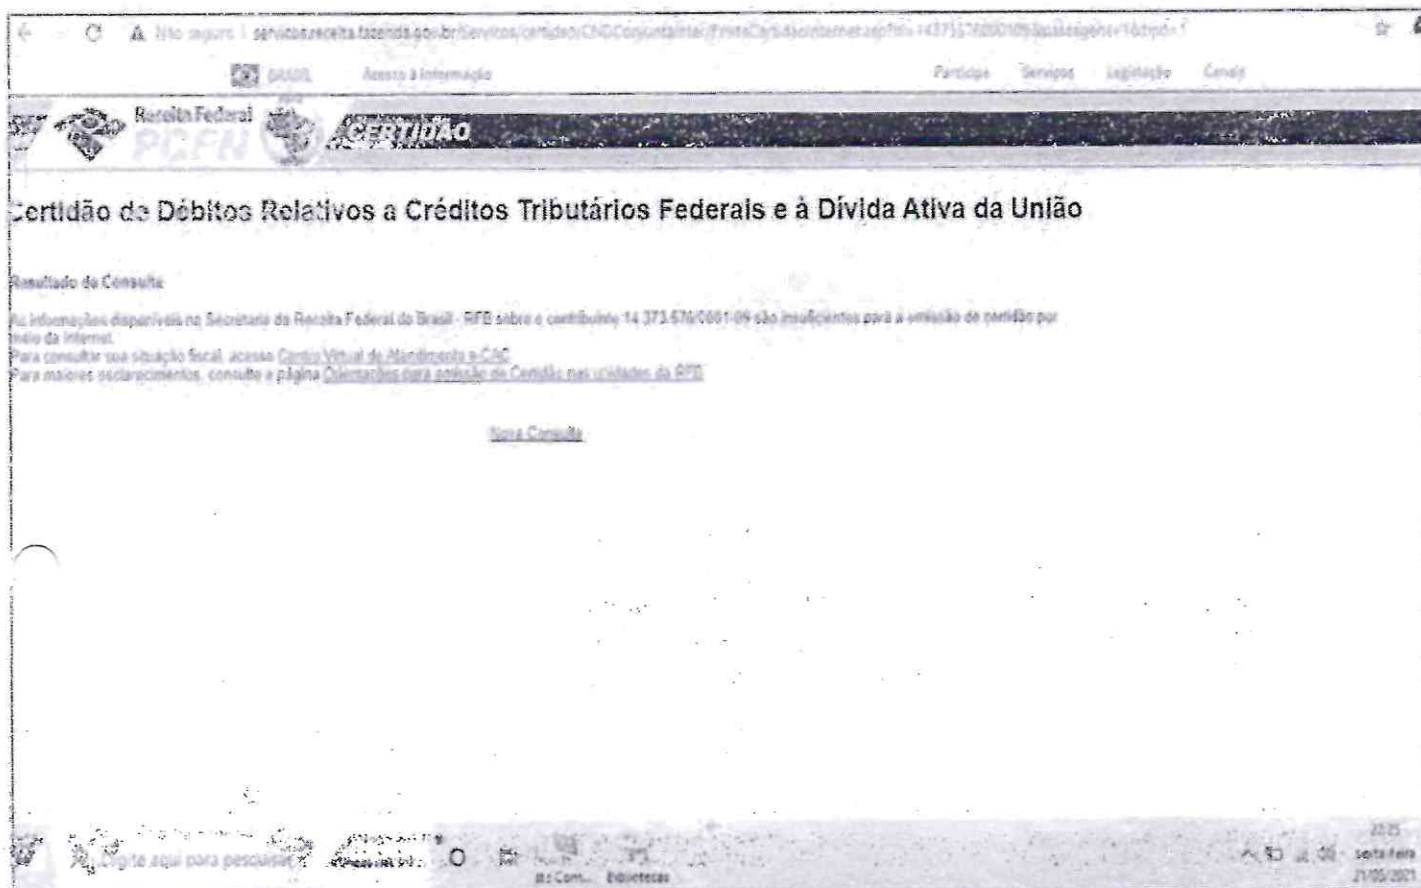 Não seguro | servicos.receita.fazenda.gov.br/Servicos/certidao/CNDConjuntaInter/
BRASIL Acesso à Informação Participe Serviços Legislação Canais
Receita Federal
PGFN
CERTIDÃO
Certidão de Débitos Relativos a Créditos Tributários Federais e à Dívida Ativa da União
Resultado da Consulta
As informações disponíveis na Secretaria da Receita Federal do Brasil - RFB sobre o contribuinte 14.373.576/0001-09 são insuficientes para a emissão de certidão por
meio da Internet.
Para consultar sua situação fiscal, acesse Centro Virtual de Atendimento e-CAC
Para maiores esclarecimentos, consulte a página Orientações para emissão de Certidão nas unidades da RFB
Nova Consulta
Digite aqui para pesquisar
Bibliotecas
22:25
sexta-feira
21/05/2021